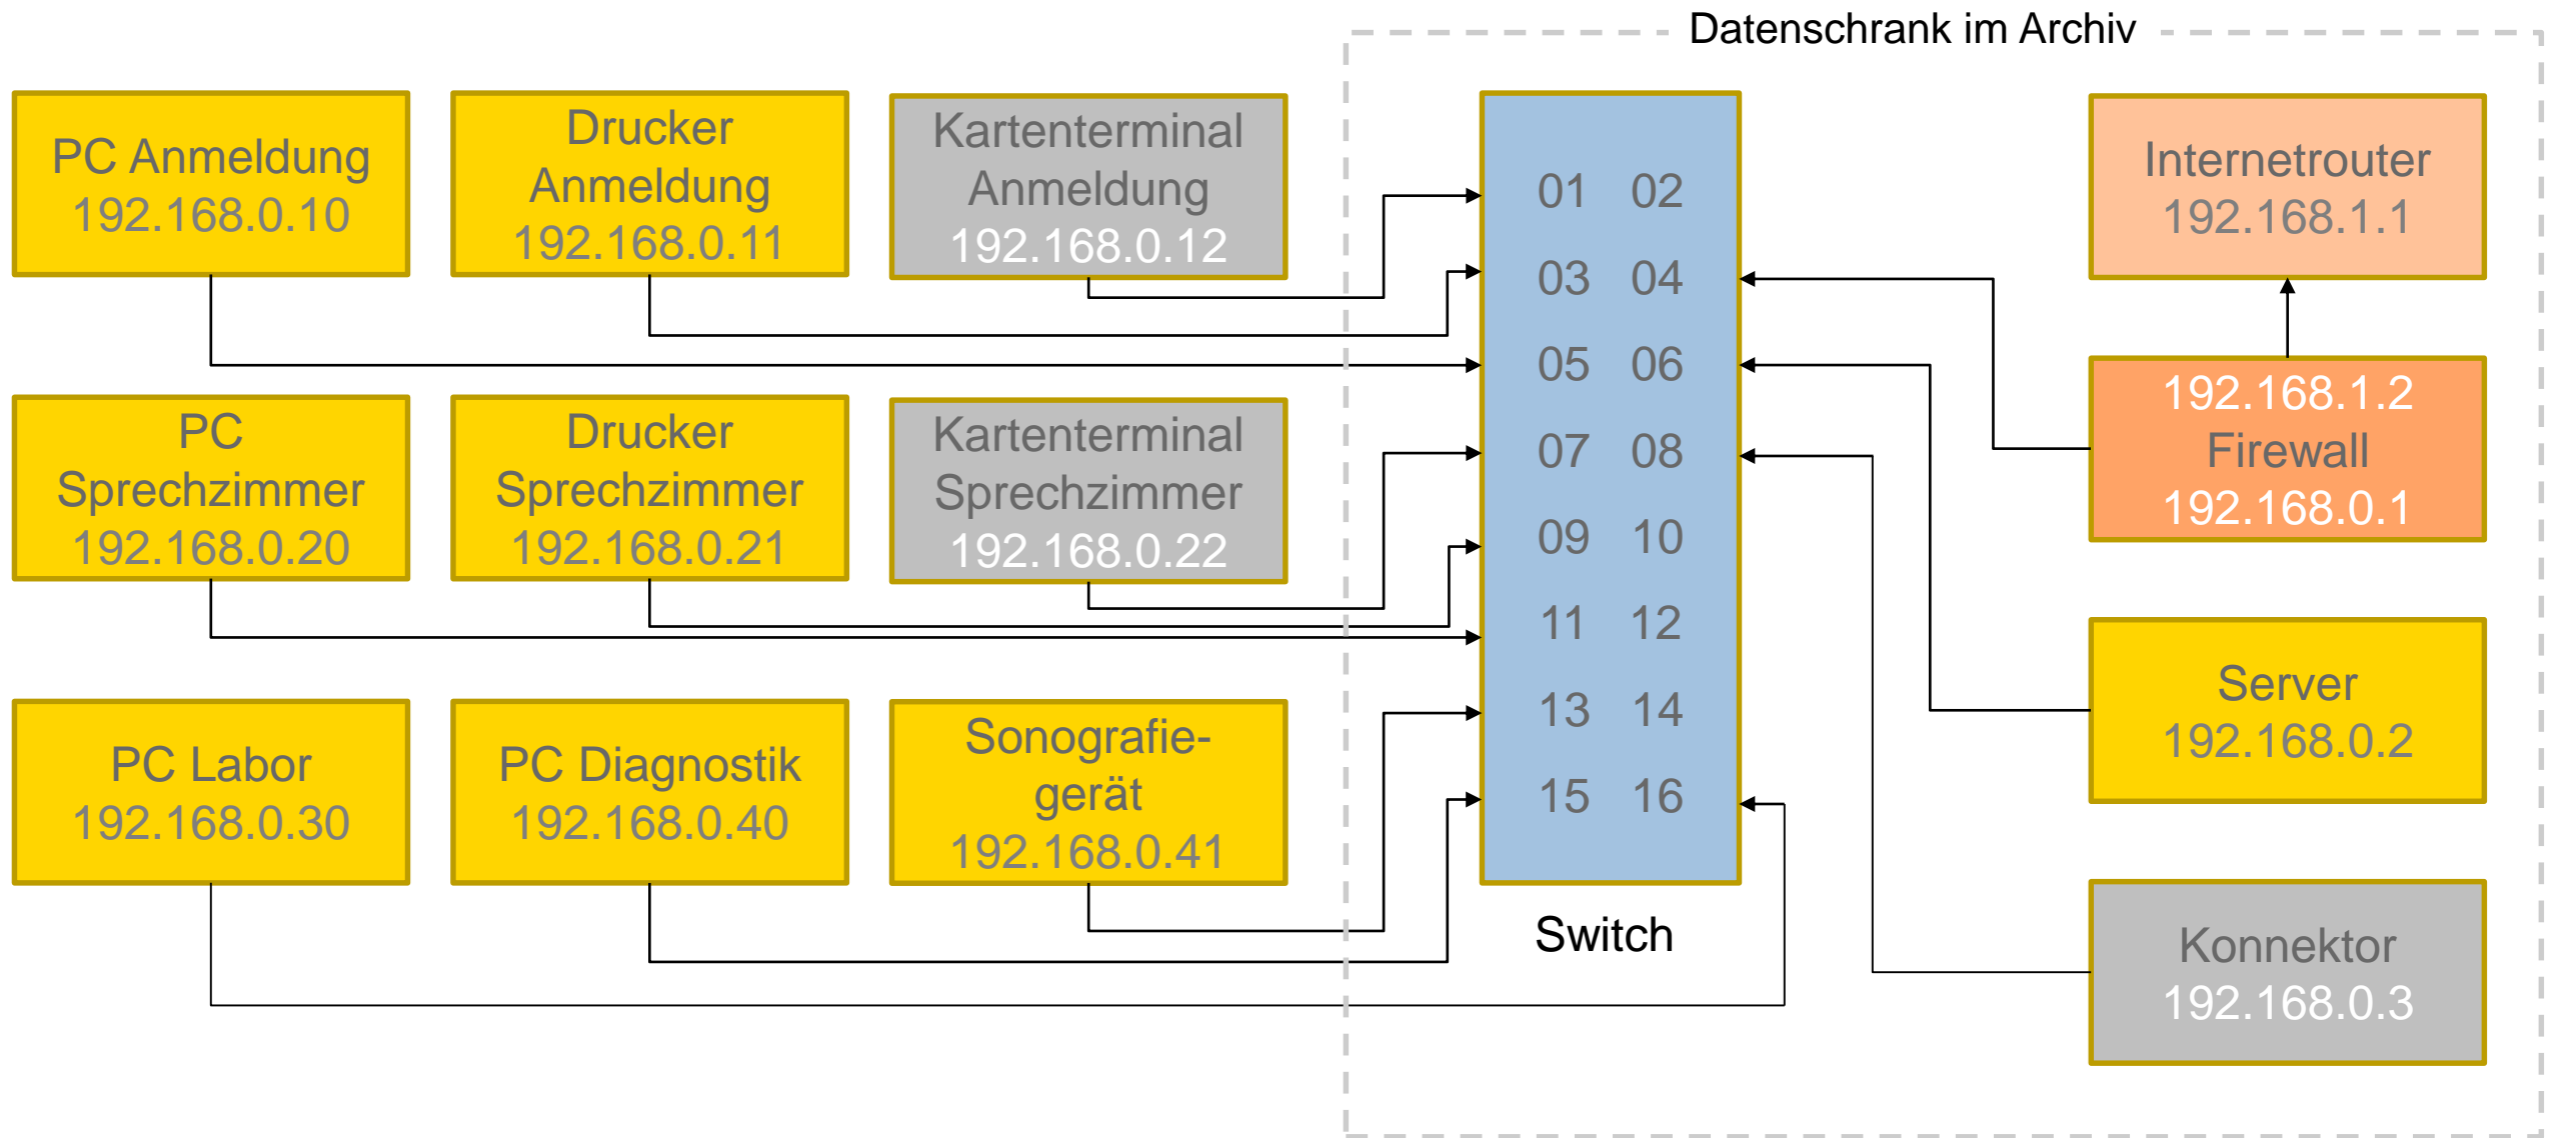 Datenschrank im Archiv
PC Anmeldung
192.168.0.10
Drucker
Anmeldung
192.168.0.11
Kartenterminal
Anmeldung
192.168.0.12
PC
Sprechzimmer
192.168.0.20
Drucker
Sprechzimmer
192.168.0.21
Kartenterminal
Sprechzimmer
192.168.0.22
PC Labor
192.168.0.30
PC Diagnostik
192.168.0.40
Sonografie-
gerät
192.168.0.41
01 02
03 04
05 06
07 08
09 10
11 12
13 14
15 16
Switch
Internetrouter
192.168.1.1
192.168.1.2
Firewall
192.168.0.1
Server
192.168.0.2
Konnektor
192.168.0.3